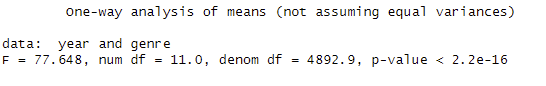 One-way analysis of means (not assuming equal variances)
data:  year and genre
F = 77.648, num df = 11.0, denom df = 4892.9, p-value < 2.2e-16